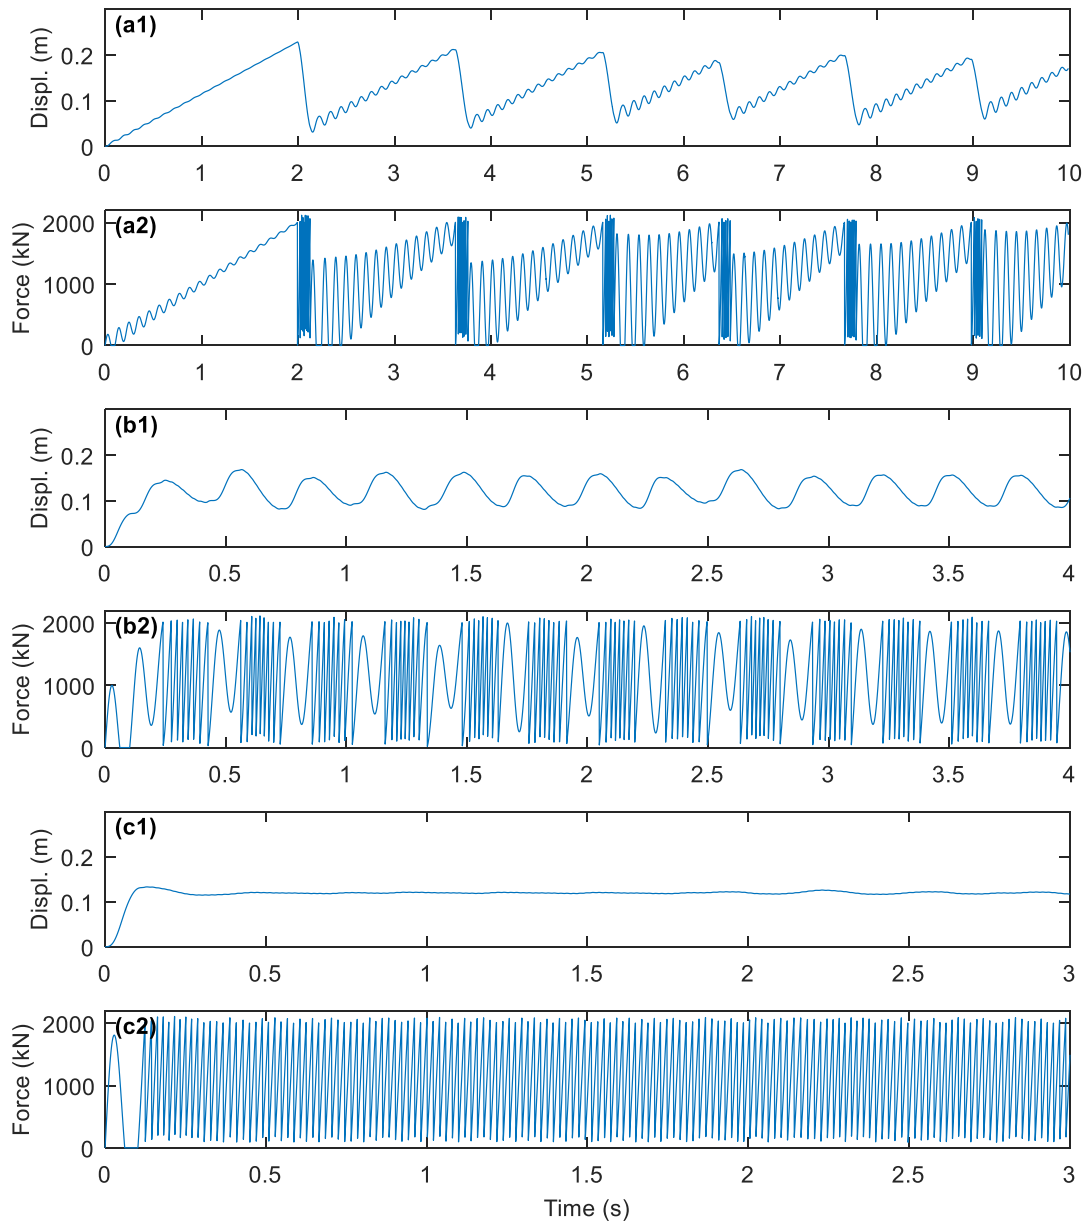 (a1)
Displ. (m)
0.2
0.1
0
0 1 2 3 4 5 6 7 8 9 10
(a2)
Force (kN)
2000
1000
0
0 1 2 3 4 5 6 7 8 9 10
(b1)
Displ. (m)
0.2
0.1
0
0 0.5 1 1.5 2 2.5 3 3.5 4
(b2)
Force (kN)
2000
1000
0
0 0.5 1 1.5 2 2.5 3 3.5 4
(c1)
Displ. (m)
0.2
0.1
0
0 0.5 1 1.5 2 2.5 3
(c2)
Force (kN)
2000
1000
0
0 0.5 1 1.5 2 2.5 3
Time (s)